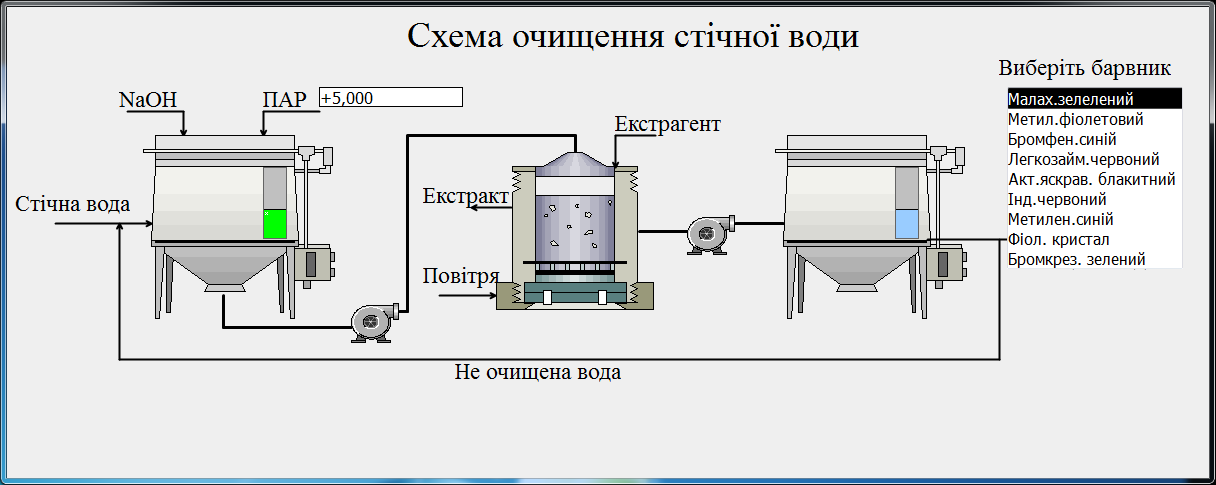 Схема очищення стічної води
Виберіть барвник
NaOH
ПАР
+5,000
Малах.зелелений
Метил.фіолетовий
Бромфен.синій
Легкозайм.червоний
Акт.яскрав. блакитний
Інд.червоний
Метилен.синій
Фіол. кристал
Бромкрез. зелений
Екстрагент
Екстракт
Стічна вода
Повітря
Не очищена вода